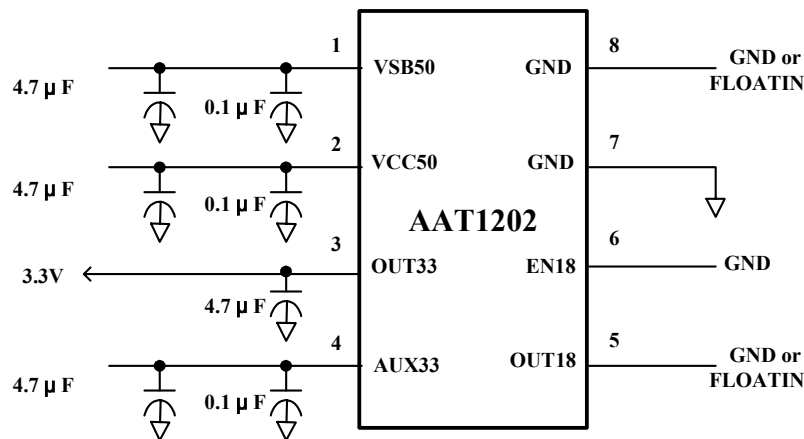 1
8
VSB50
GND
GND or
FLOATIN
4.7 µ F
0.1 µ F
2
7
VCC50
GND
4.7 µ F
0.1 µ F
AAT1202
3
6
3.3V
OUT33
EN18
GND
4.7 µ F
4
5
AUX33
OUT18
GND or
FLOATIN
4.7 µ F
0.1 µ F